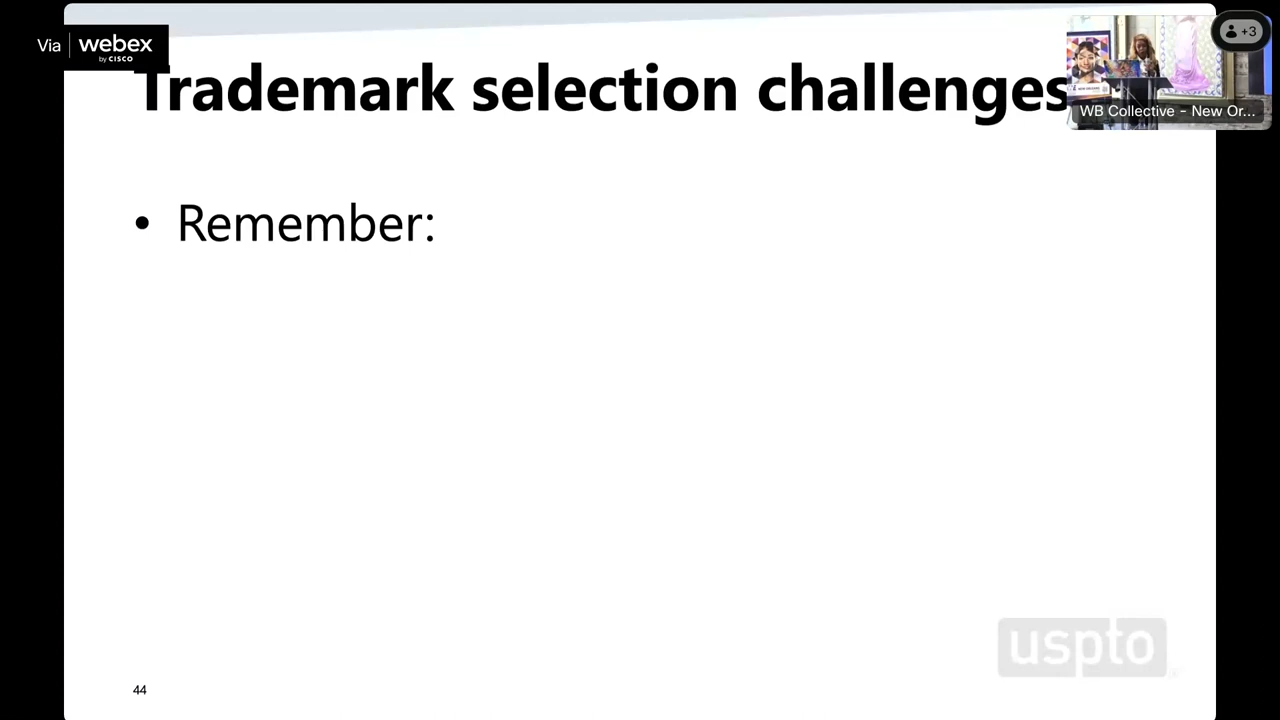 Via webex
by CISCO
+3
Trademark selection challenges
WB Collective - New Or...
• Remember:
uspto
44